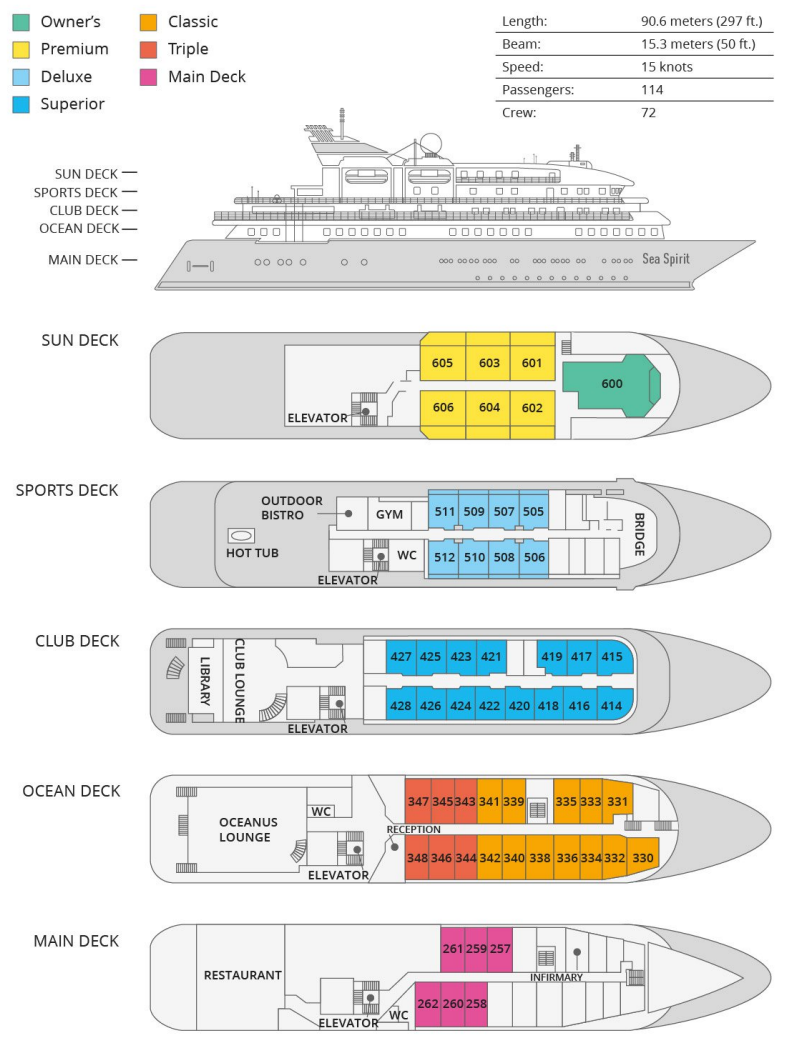 Owner's
Classic
Premium
Triple
Deluxe
Main Deck
Superior
Length: 90.6 meters (297 ft.)
Beam: 15.3 meters (50 ft.)
Speed: 15 knots
Passengers: 114
Crew: 72
SUN DECK
SPORTS DECK
CLUB DECK
OCEAN DECK
MAIN DECK
Sea Spirit
SUN DECK
605 603 601
600
606 604 602
ELEVATOR
SPORTS DECK
OUTDOOR
BISTRO
GYM
511 509 507 505
BRIDGE
HOT TUB
WC
512 510 508 506
ELEVATOR
CLUB DECK
LIBRARY
CLUB LOUNGE
427 425 423 421 419 417 415
428 426 424 422 420 418 416 414
ELEVATOR
OCEAN DECK
347 345 343 341 339 335 333 331
WC
OCEANUS
LOUNGE
RECEPTION
348 346 344 342 340 338 336 334 332 330
ELEVATOR
MAIN DECK
261 259 257
RESTAURANT
INFIRMARY
262 260 258
WC
ELEVATOR